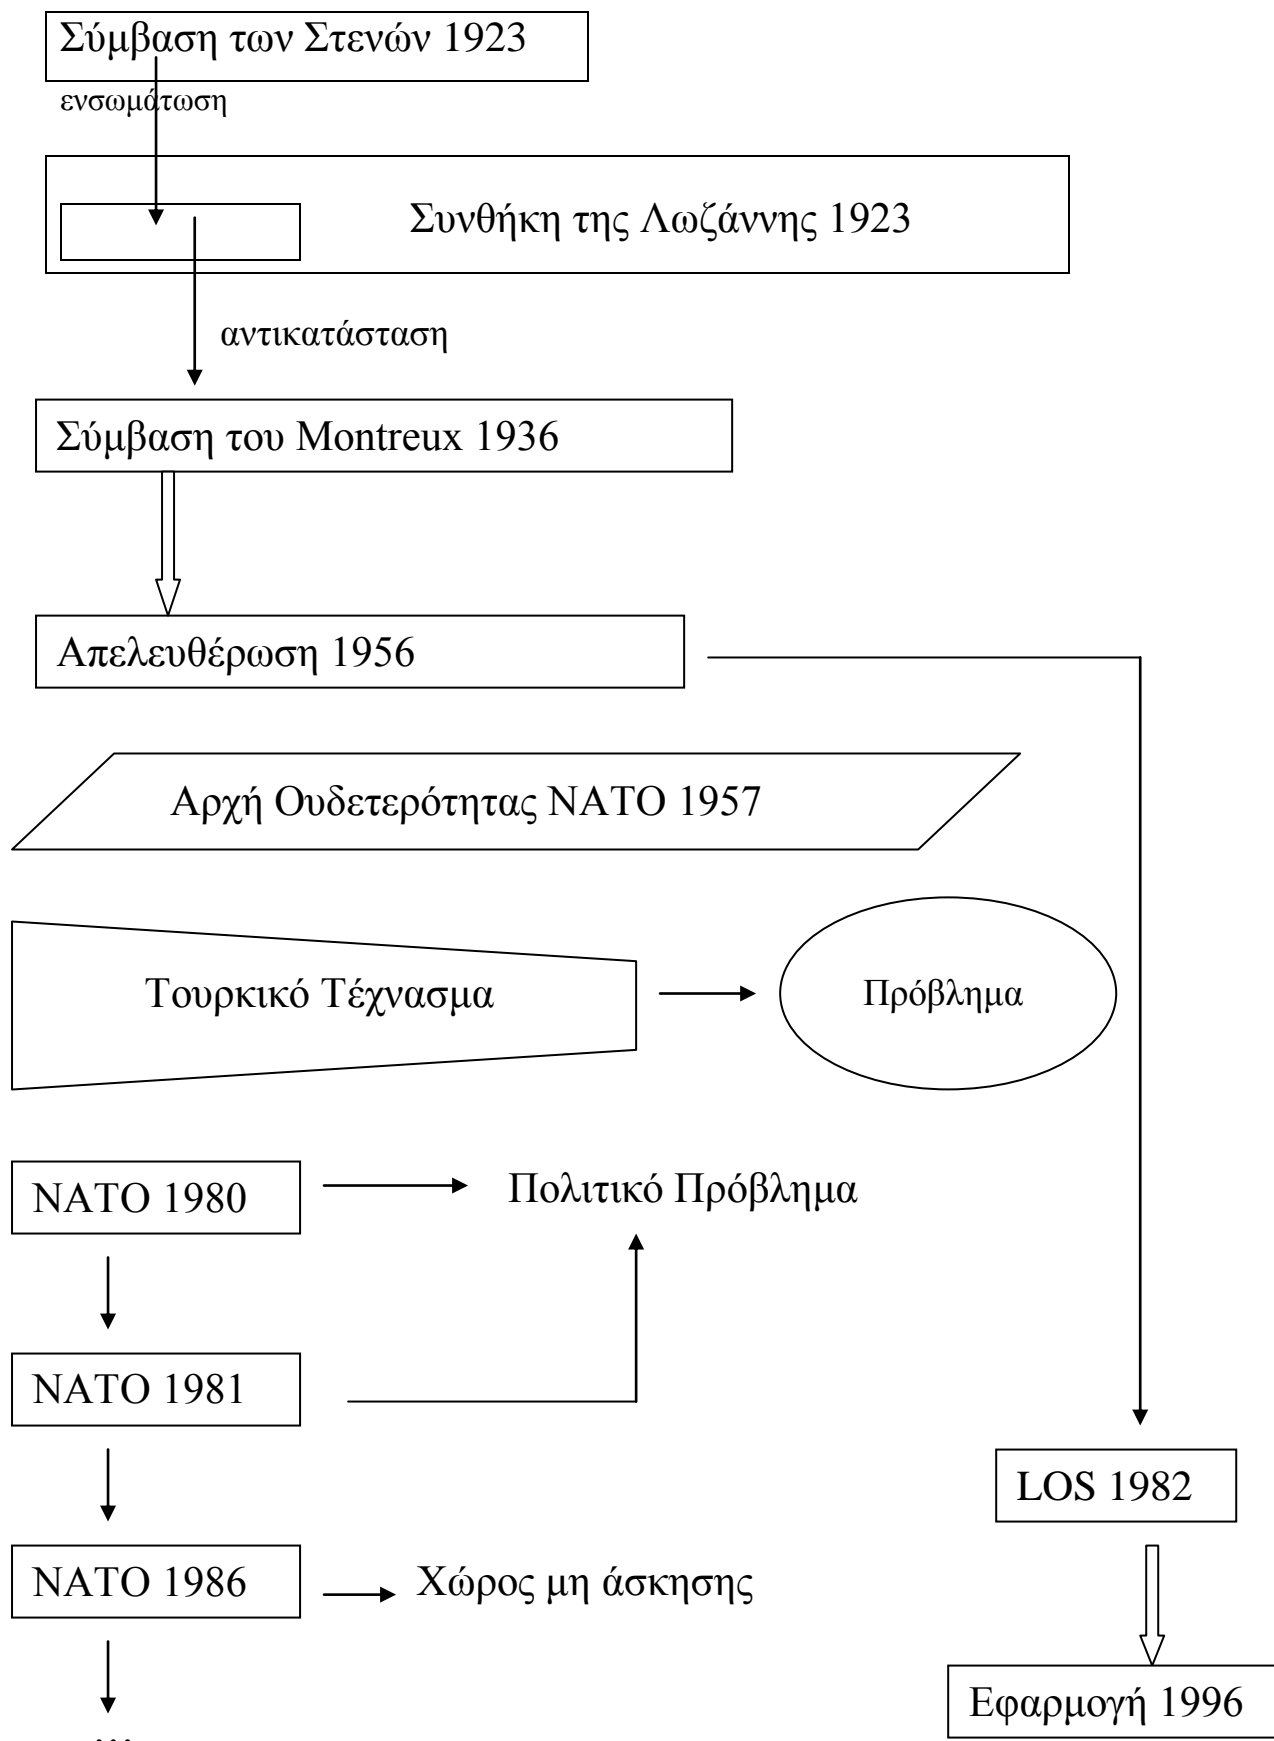 Σύμβαση των Στενών 1923
ενσωμάτωση
Συνθήκη της Λωζάννης 1923
αντικατάσταση
Σύμβαση του Montreux 1936
Απελευθέρωση 1956
Αρχή Ουδετερότητας ΝΑΤΟ 1957
Τουρκικό Τέχνασμα
Πρόβλημα
ΝΑΤΟ 1980
Πολιτικό Πρόβλημα
ΝΑΤΟ 1981
LOS 1982
ΝΑΤΟ 1986
Χώρος μη άσκησης
Εφαρμογή 1996
...